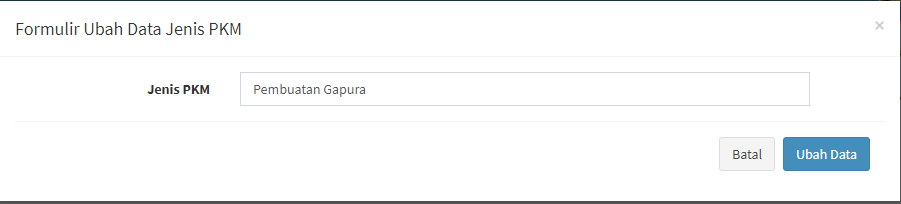 Formulir Ubah Data Jenis PKM
×
Jenis PKM
Pembuatan Gapura
Batal
Ubah Data